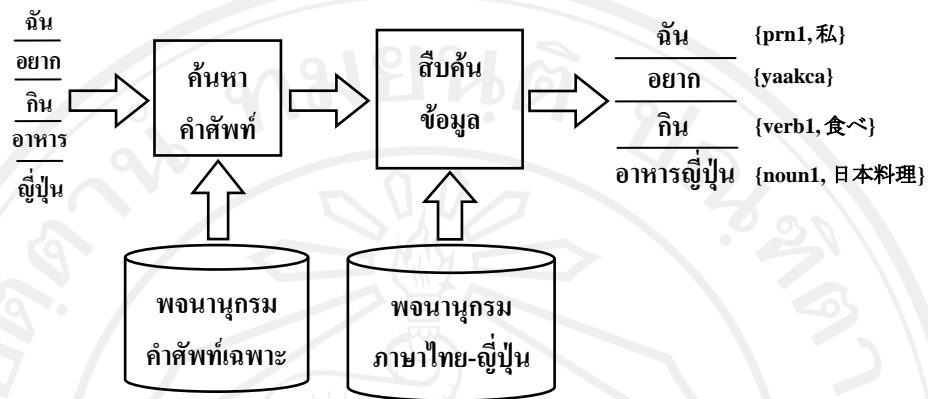 ฉัน
อยาก
กิน
อาหาร
ญี่ปุ่น
ค้นหา
คำศัพท์
สืบค้น
ข้อมูล
ฉัน {prn1, 私}
อยาก {yaakca}
กิน {verb1, 食べ}
อาหารญี่ปุ่น {noun1, 日本料理}
พจนานุกรม
คำศัพท์เฉพาะ
พจนานุกรม
ภาษาไทย-ญี่ปุ่น